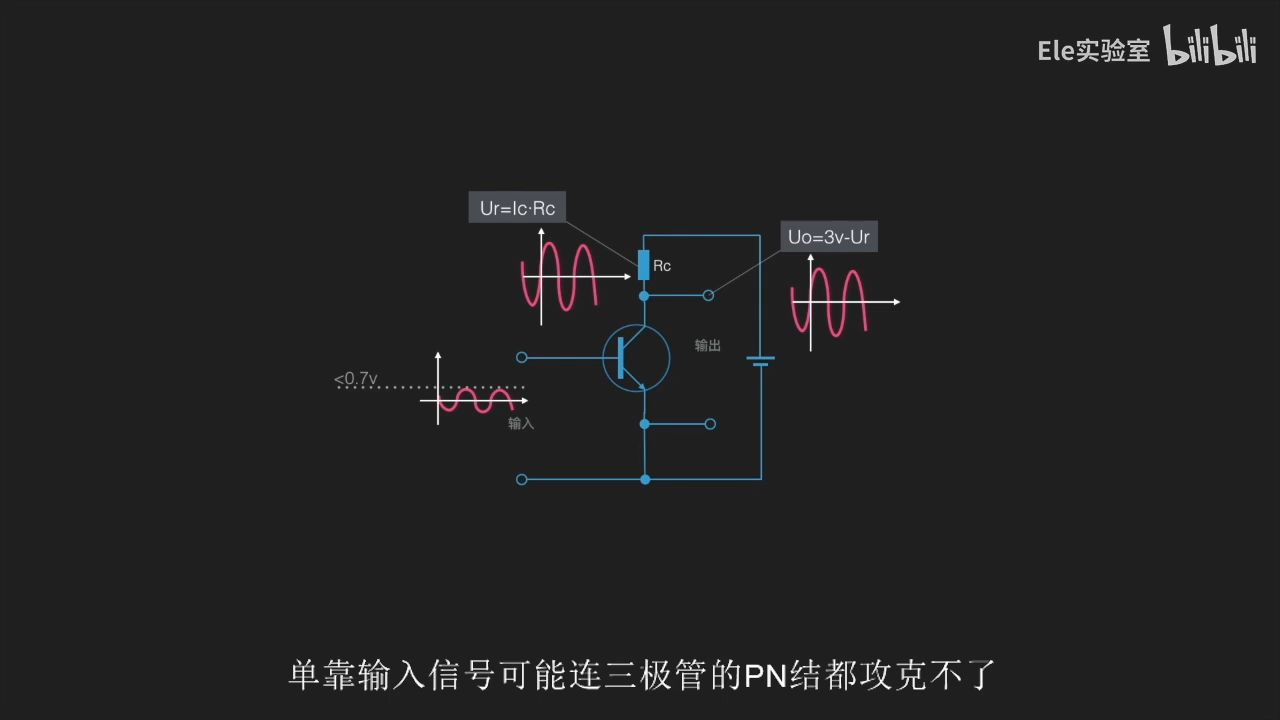 Ele实验室 bilibili
Ur=Ic·Rc
Uo=3v-Ur
Rc
输出
<0.7v
输入
单靠输入信号可能连三极管的PN结都攻克不了